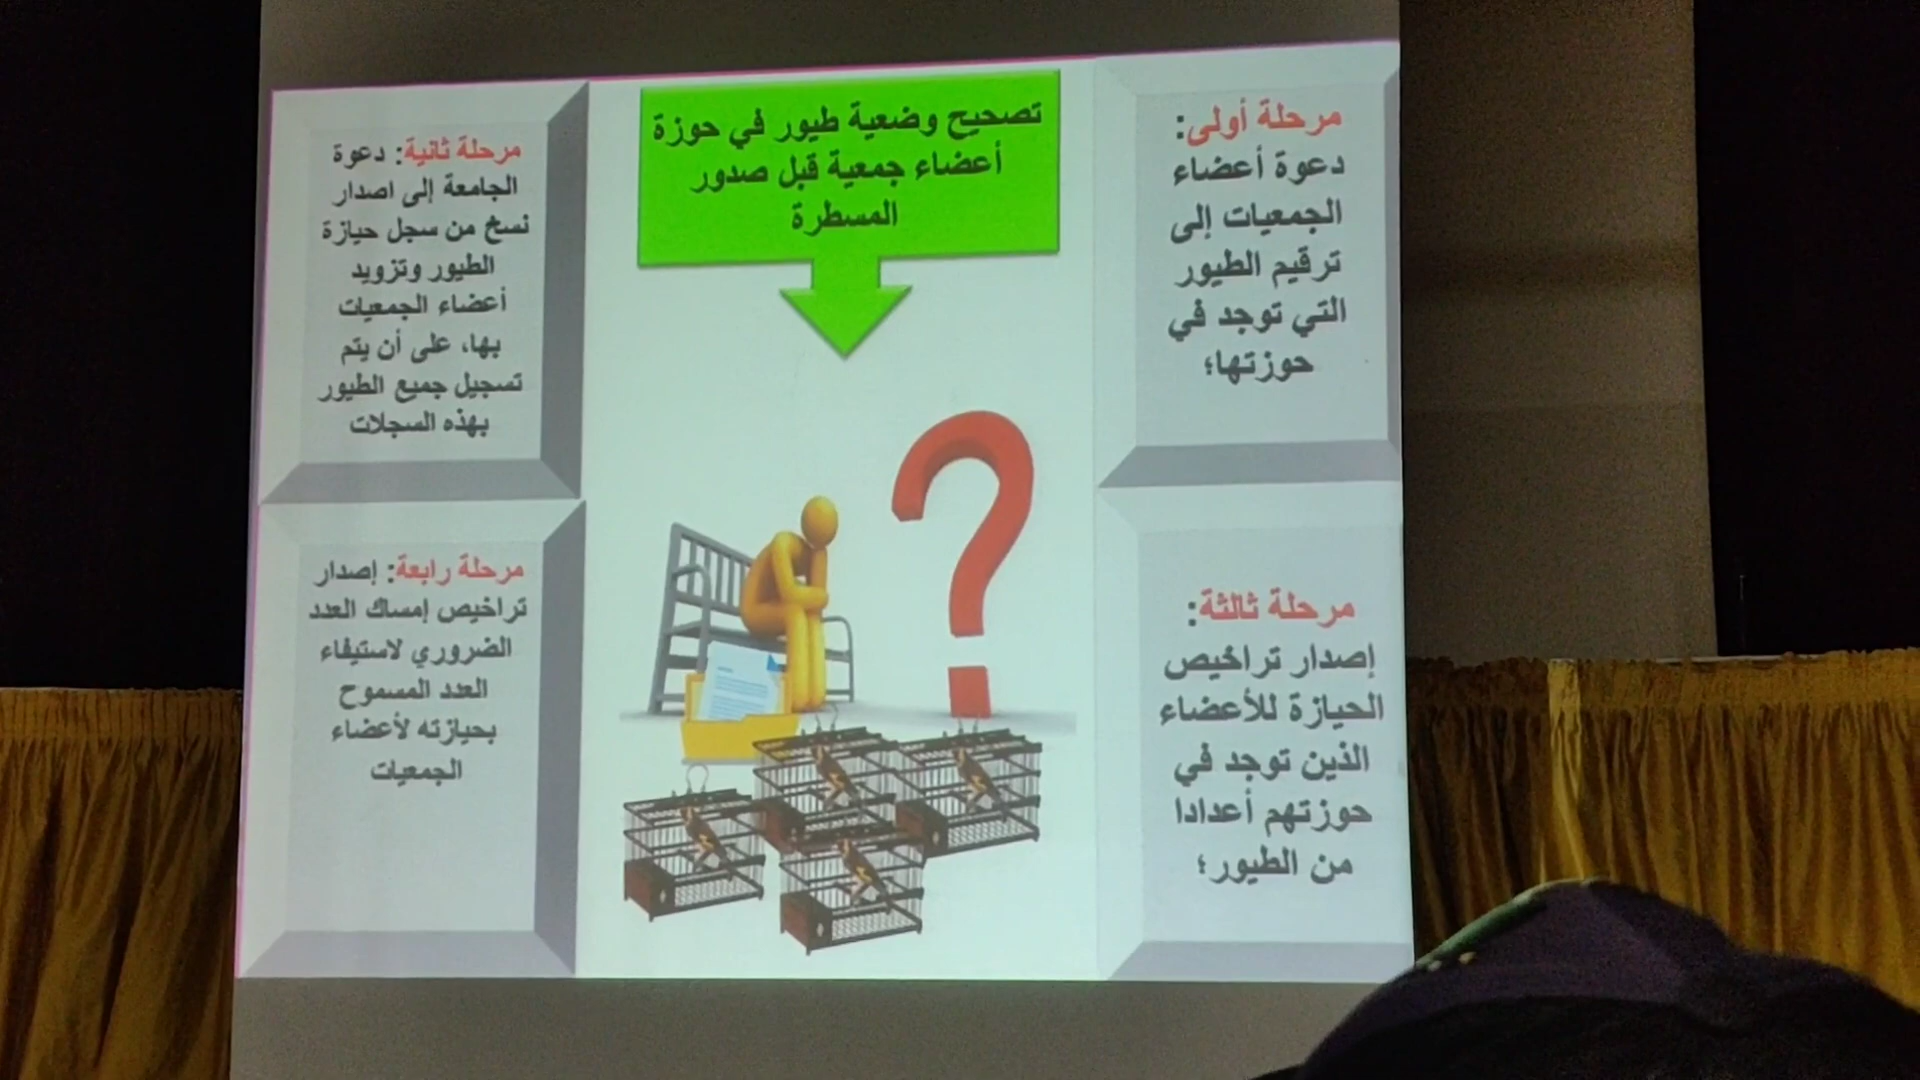 تصحيح وضعية طيور في حوزة
أعضاء جمعية قبل صدور
المسطرة
مرحلة أولى:
دعوة أعضاء
الجمعيات إلى
ترقيم الطيور
التي توجد في
حوزتها؛
مرحلة ثانية: دعوة
الجامعة إلى اصدار
نسخ من سجل حيازة
الطيور وتزويد
أعضاء الجمعيات
بها، على أن يتم
تسجيل جميع الطيور
بهذه السجلات
مرحلة ثالثة:
إصدار تراخيص
الحيازة للأعضاء
الذين توجد في
حوزتهم أعدادا
من الطيور؛
مرحلة رابعة: إصدار
تراخيص إمساك العدد
الضروري لاستيفاء
العدد المسموح
بحيازته لأعضاء
الجمعيات